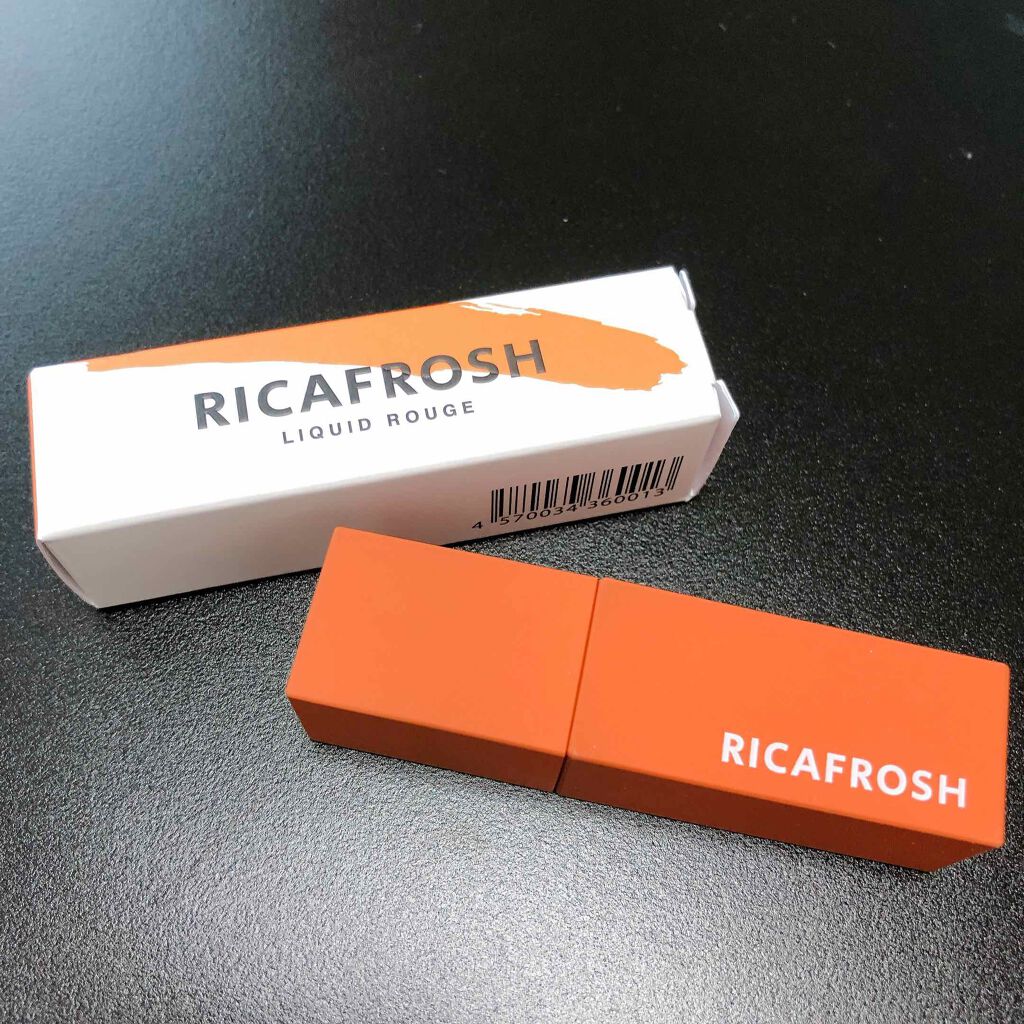 RICAFROSH
LIQUID ROUGE
4 570034 360013
RICAFROSH